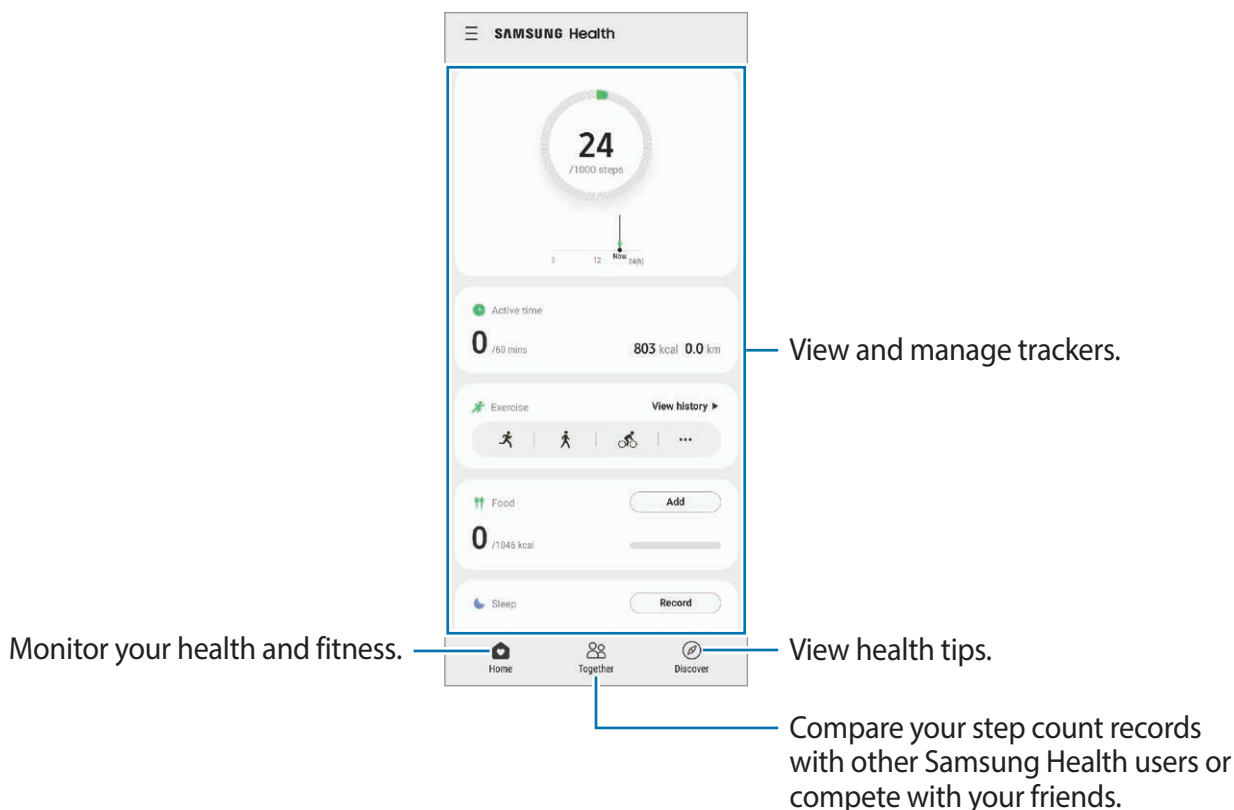 SAMSUNG Health
24
/1000 steps
0 12 Now 24(h)
Active time
0 /60 mins 803 kcal 0.0 km
View and manage trackers.
Exercise View history
Food Add
0 /1046 kcal
Sleep Record
Monitor your health and fitness.
Home Together Discover
View health tips.
Compare your step count records
with other Samsung Health users or
compete with your friends.